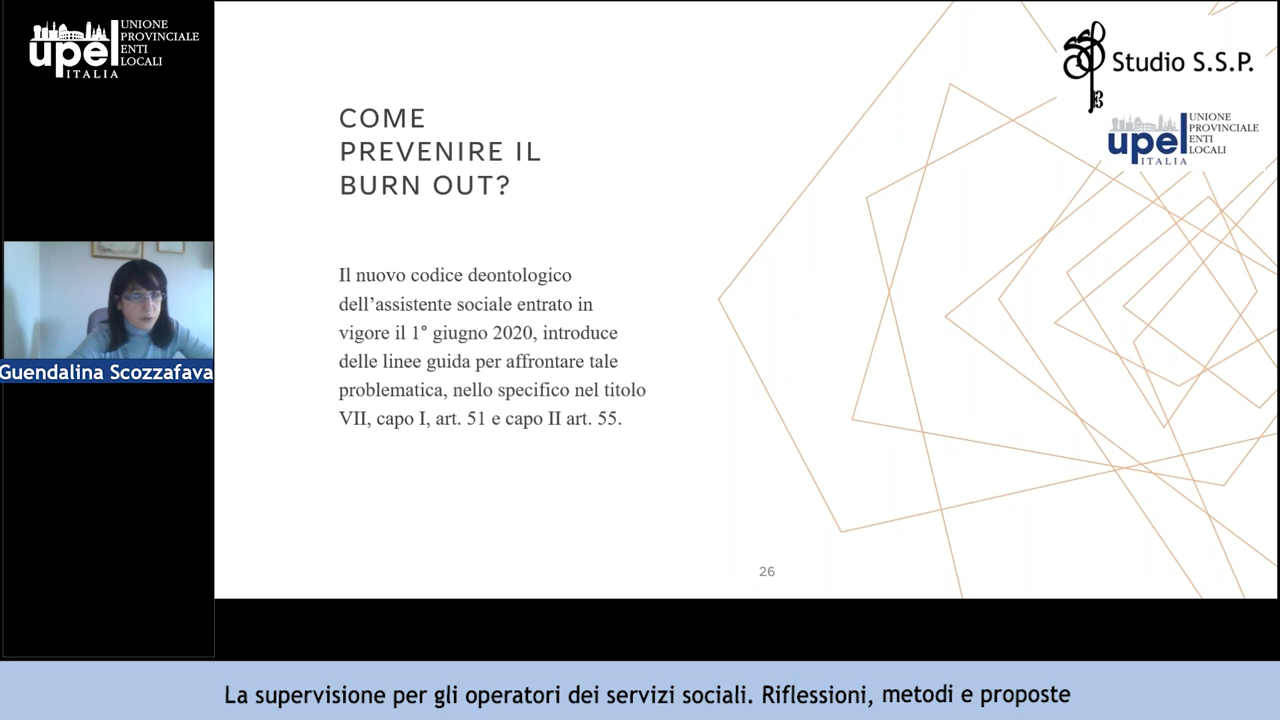 upel
ITALIA
UNIONE
PROVINCIALE
ENTI
LOCALI
Studio S.S.P.
upel
ITALIA
UNIONE
PROVINCIALE
ENTI
LOCALI
COME
PREVENIRE IL
BURN OUT?
Il nuovo codice deontologico
dell'assistente sociale entrato in
vigore il 1° giugno 2020, introduce
delle linee guida per affrontare tale
problematica, nello specifico nel titolo
VII, capo I, art. 51 e capo II art. 55.
Guendalina Scozzafava
26
La supervisione per gli operatori dei servizi sociali. Riflessioni, metodi e proposte